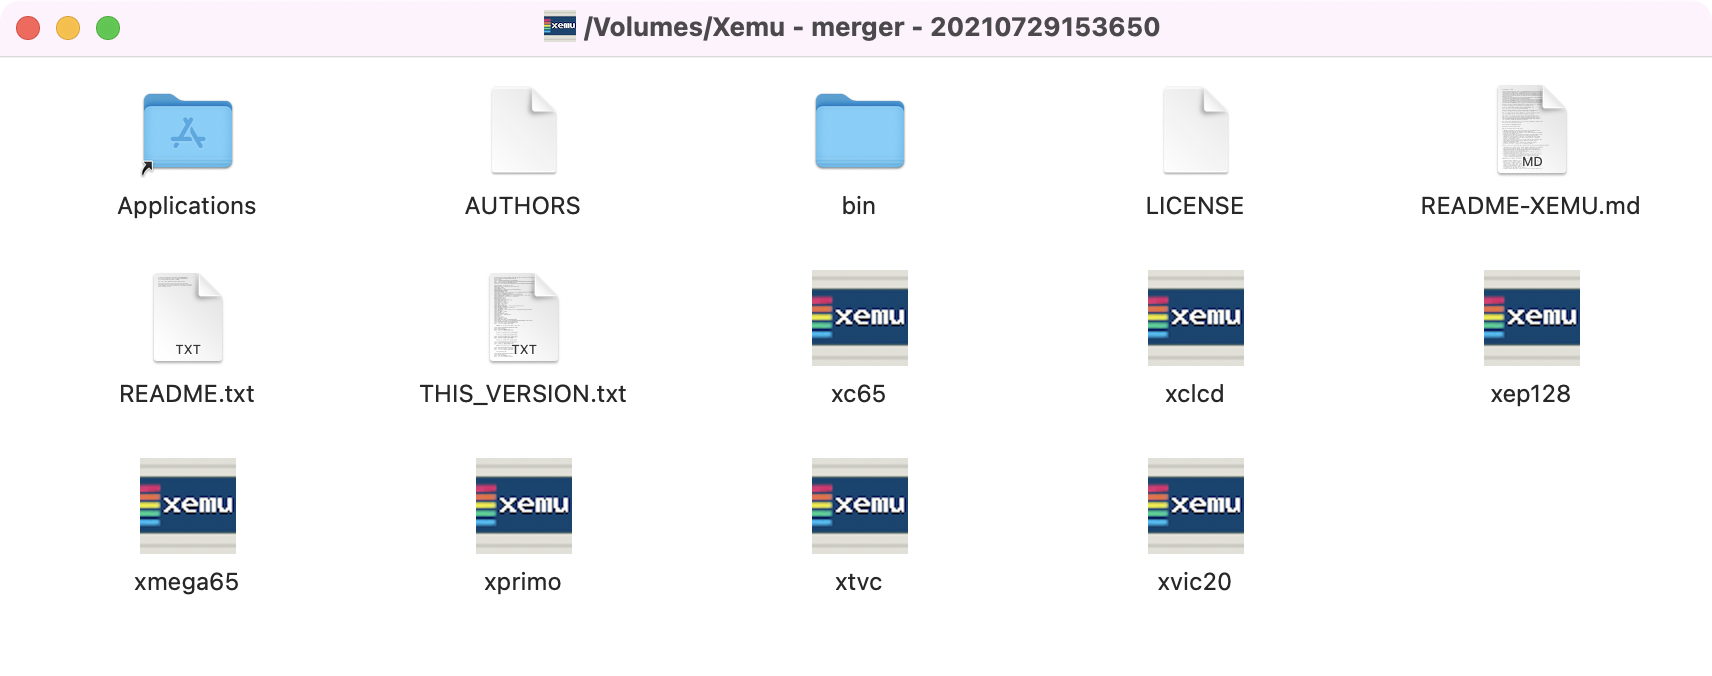 xemu /Volumes/Xemu - merger - 20210729153650
Applications
AUTHORS
bin
LICENSE
MD
README-XEMU.md
TXT
README.txt
TXT
THIS_VERSION.txt
xemu
xc65
xemu
xclcd
xemu
xep128
xemu
xmega65
xemu
xprimo
xemu
xtvc
xemu
xvic20